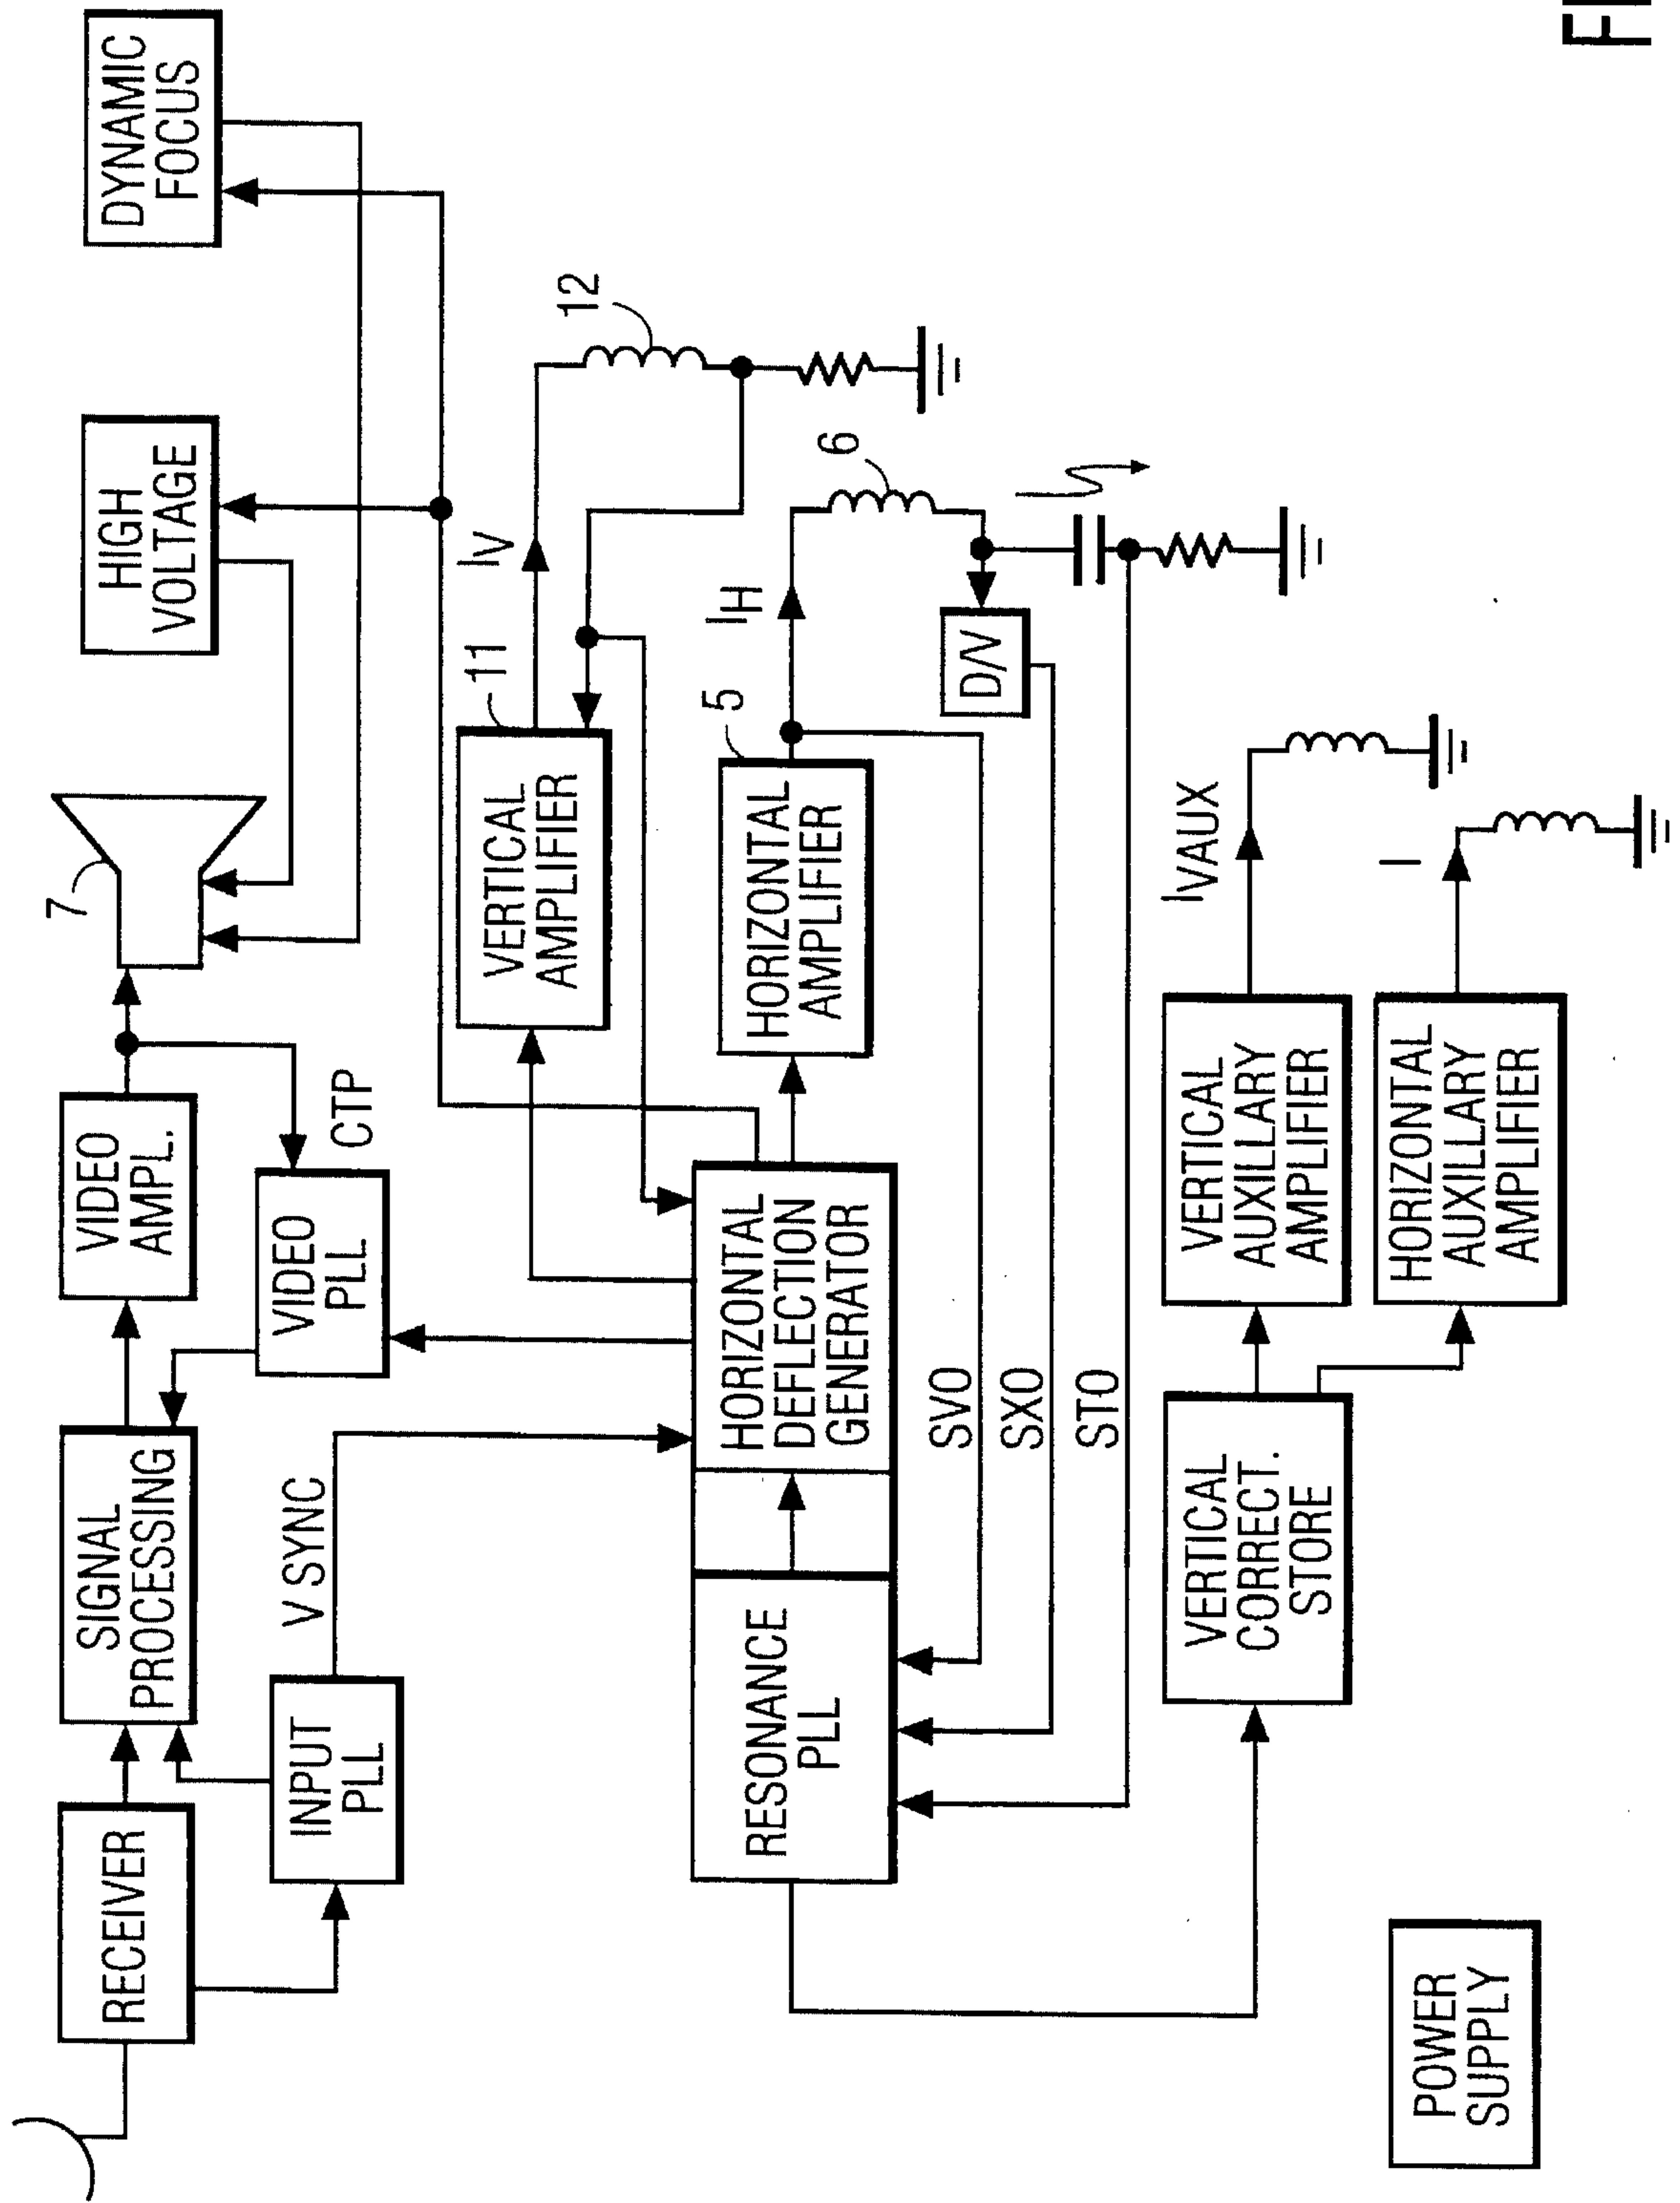 DYNAMIC
FOCUS
HIGH
VOLTAGE
7
VIDEO
AMPL.
CTP
VIDEO
PLL
SIGNAL
PROCESSING
V SYNC
RECEIVER
INPUT
PLL
12
IV
11
VERTICAL
AMPLIFIER
6
IH
5
HORIZONTAL
AMPLIFIER
D/V
HORIZONTAL
DEFLECTION
GENERATOR
RESONANCE
PLL
SVO
SXO
STO
IVAUX
I
VERTICAL
AUXILLARY
AMPLIFIER
HORIZONTAL
AUXILLARY
AMPLIFIER
VERTICAL
CORRECT.
STORE
POWER
SUPPLY